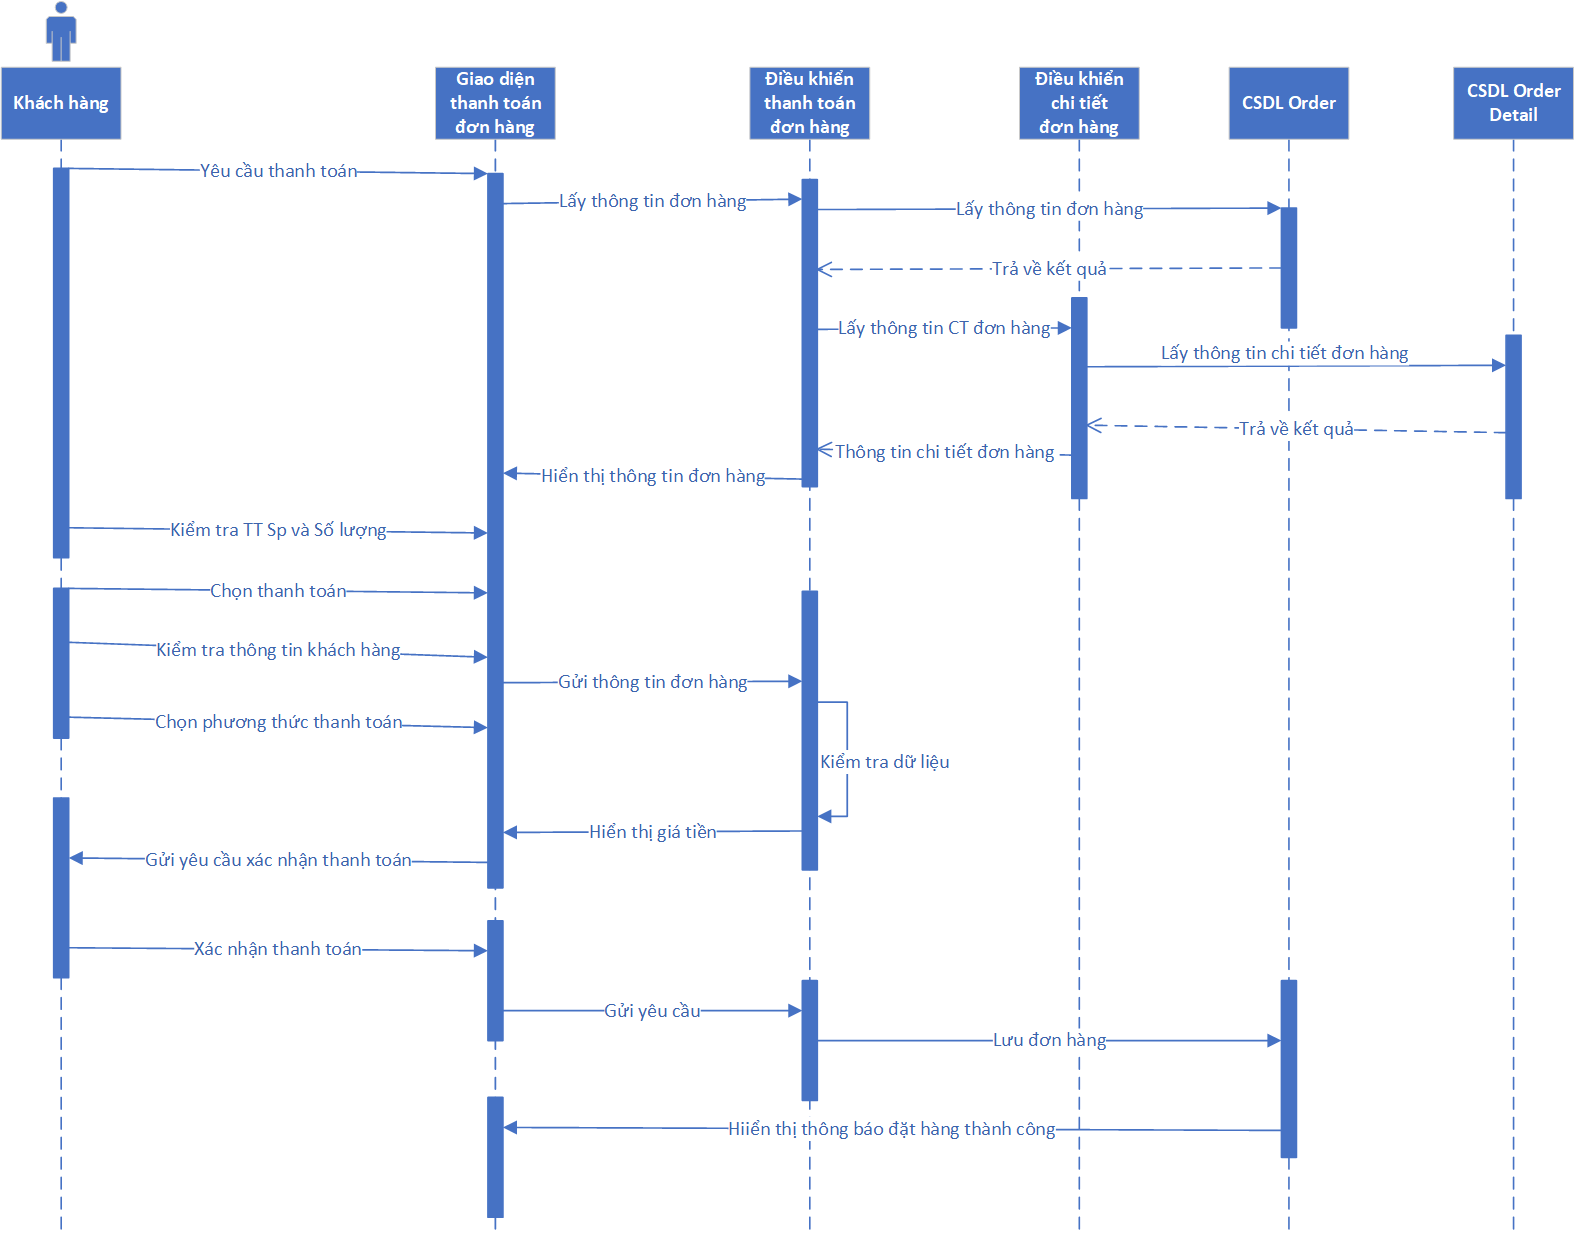 Khách hàng
Giao diện
thanh toán
đơn hàng
Điều khiển
thanh toán
đơn hàng
Điều khiển
chi tiết
đơn hàng
CSDL Order
CSDL Order
Detail
Yêu cầu thanh toán
Lấy thông tin đơn hàng
Lấy thông tin đơn hàng
Trả về kết quả
Lấy thông tin CT đơn hàng
Lấy thông tin chi tiết đơn hàng
Trả về kết quả
Thông tin chi tiết đơn hàng
Hiển thị thông tin đơn hàng
Kiểm tra TT Sp và Số lượng
Chọn thanh toán
Kiểm tra thông tin khách hàng
Gửi thông tin đơn hàng
Chọn phương thức thanh toán
Kiểm tra dữ liệu
Hiển thị giá tiền
Gửi yêu cầu xác nhận thanh toán
Xác nhận thanh toán
Gửi yêu cầu
Lưu đơn hàng
Hiiển thị thông báo đặt hàng thành công